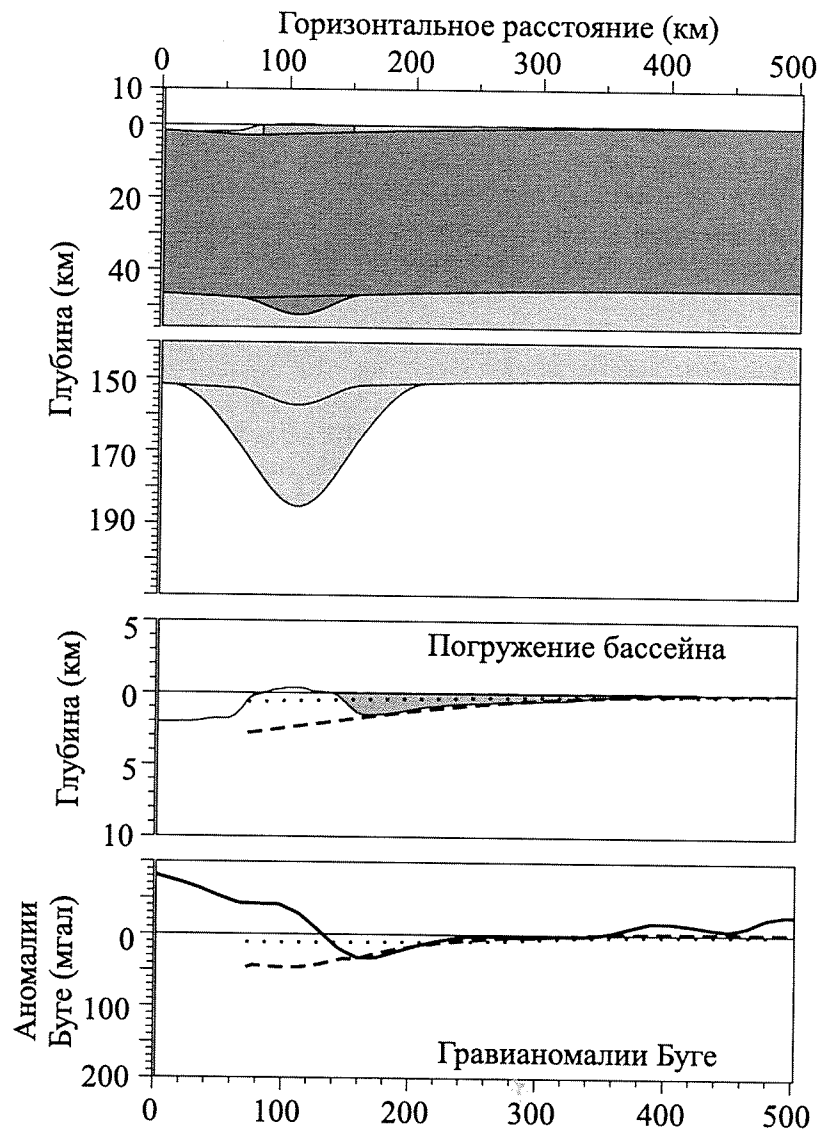 Горизонтальное расстояние (км)
0 100 200 300 400 500
10
0
20
40
Глубина (км)
150
170
190
5
0
5
10
Глубина (км)
Погружение бассейна
0
100
200
Аномалии
Буге (мгал)
Гравианомалии Буге
0 100 200 300 400 500